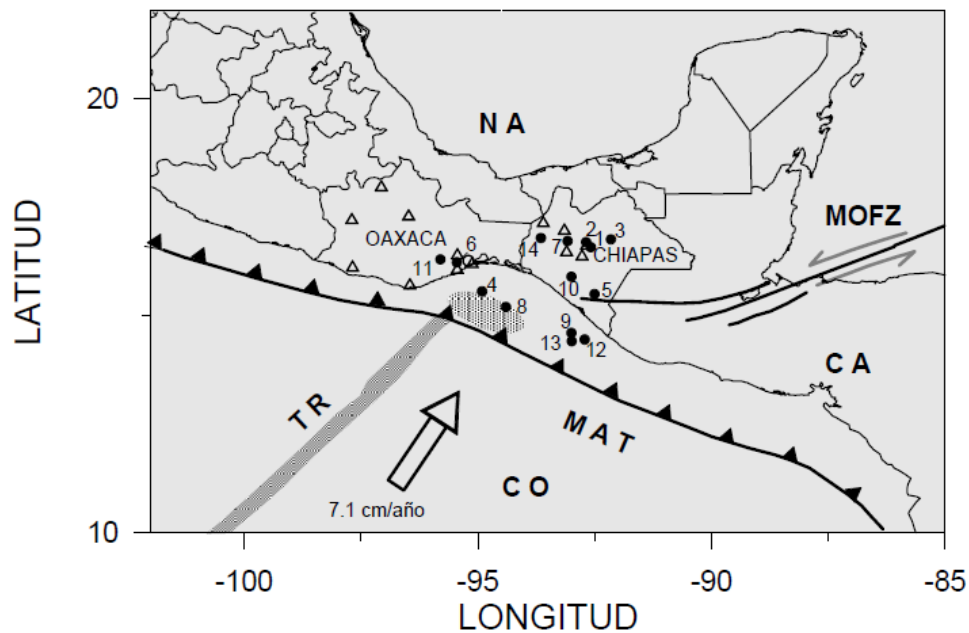 20
N A
MOFZ
OAXACA
6
11
14
7
2
1
3
CHIAPAS
10
5
4
8
9
13
12
C A
LATITUD
T R
M A T
C O
7.1 cm/año
10
-100
-95
-90
-85
LONGITUD